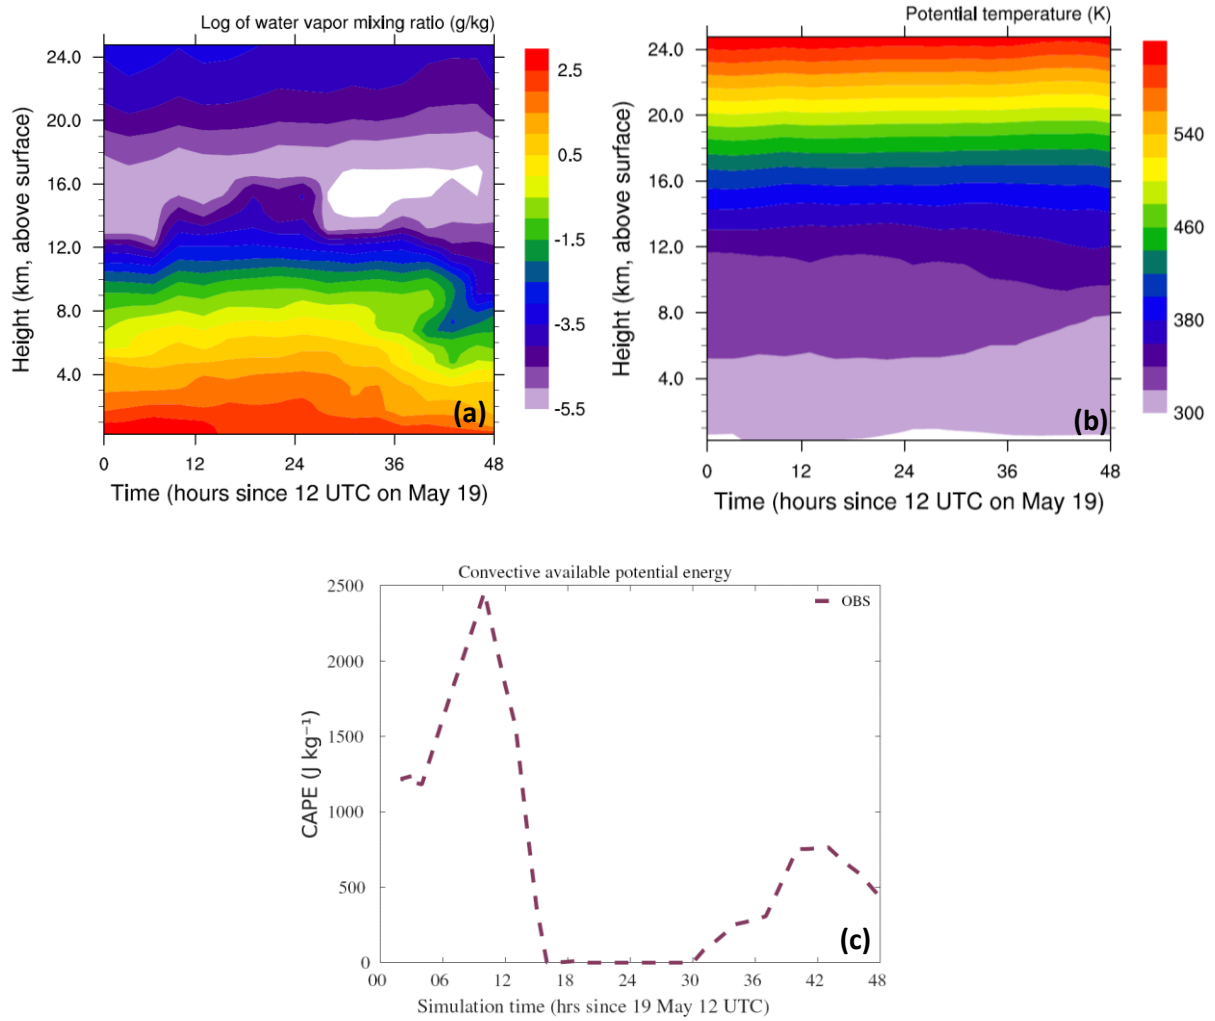 Log of water vapor mixing ratio (g/kg)
24.0
20.0
16.0
12.0
8.0
4.0
Height (km, above surface)
2.5
0.5
-1.5
-3.5
-5.5
(a)
0 12 24 36 48
Time (hours since 12 UTC on May 19)
Potential temperature (K)
24.0
20.0
16.0
12.0
8.0
4.0
Height (km, above surface)
540
460
380
300
(b)
0 12 24 36 48
Time (hours since 12 UTC on May 19)
Convective available potential energy
2500
2000
1500
1000
500
0
CAPE (J kg⁻¹)
OBS
(c)
00 06 12 18 24 30 36 42 48
Simulation time (hrs since 19 May 12 UTC)